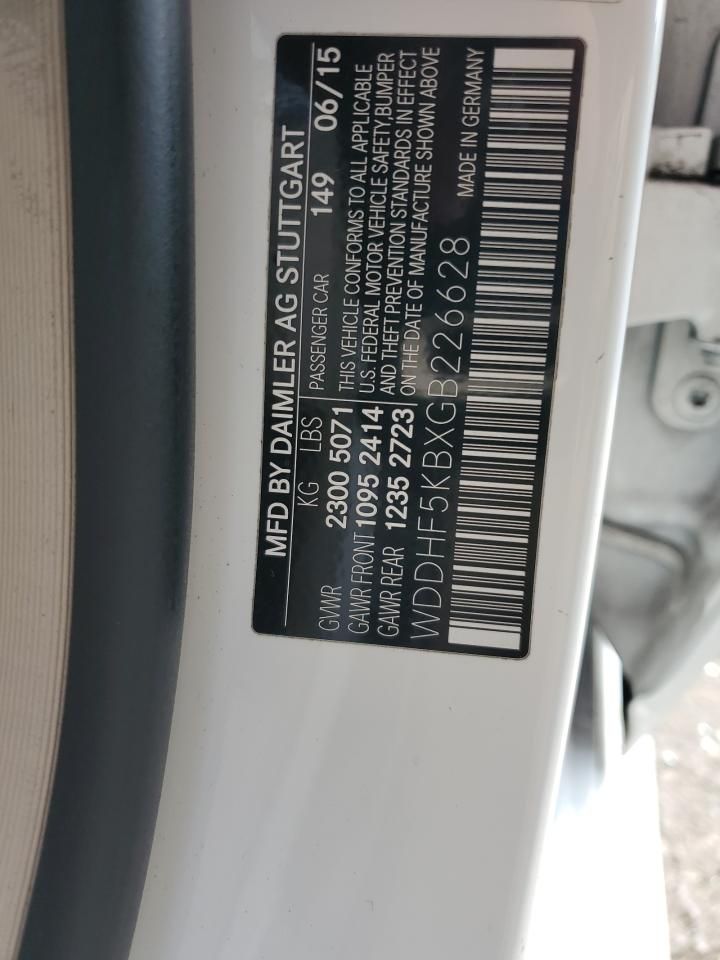 MFD BY DAIMLER AG STUTTGART
KG LBS PASSENGER CAR 149 06/15
GVWR 2300 5071 THIS VEHICLE CONFORMS TO ALL APPLICABLE
GAWR FRONT 1095 2414 U.S. FEDERAL MOTOR VEHICLE SAFETY,BUMPER
GAWR REAR 1235 2723 AND THEFT PREVENTION STANDARDS IN EFFECT
ON THE DATE OF MANUFACTURE SHOWN ABOVE
WDDHF5KBXGB226628 MADE IN GERMANY